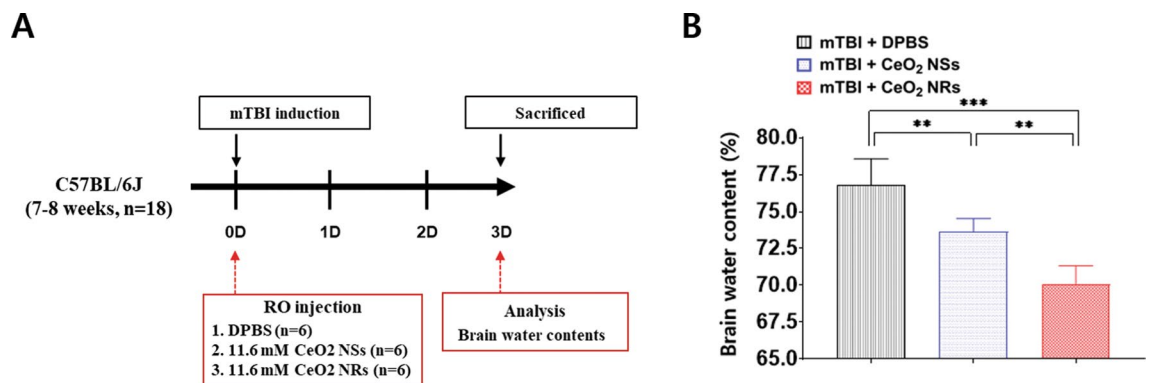 A
mTBI induction
Sacrificed
C57BL/6J
(7-8 weeks, n=18)
0D
1D
2D
3D
RO injection
1. DPBS (n=6)
2. 11.6 mM CeO2 NSs (n=6)
3. 11.6 mM CeO2 NRs (n=6)
Analysis
Brain water contents
B
mTBI + DPBS
mTBI + CeO₂ NSs
mTBI + CeO₂ NRs
***
** **
Brain water content (%)
80.0
77.5
75.0
72.5
70.0
67.5
65.0